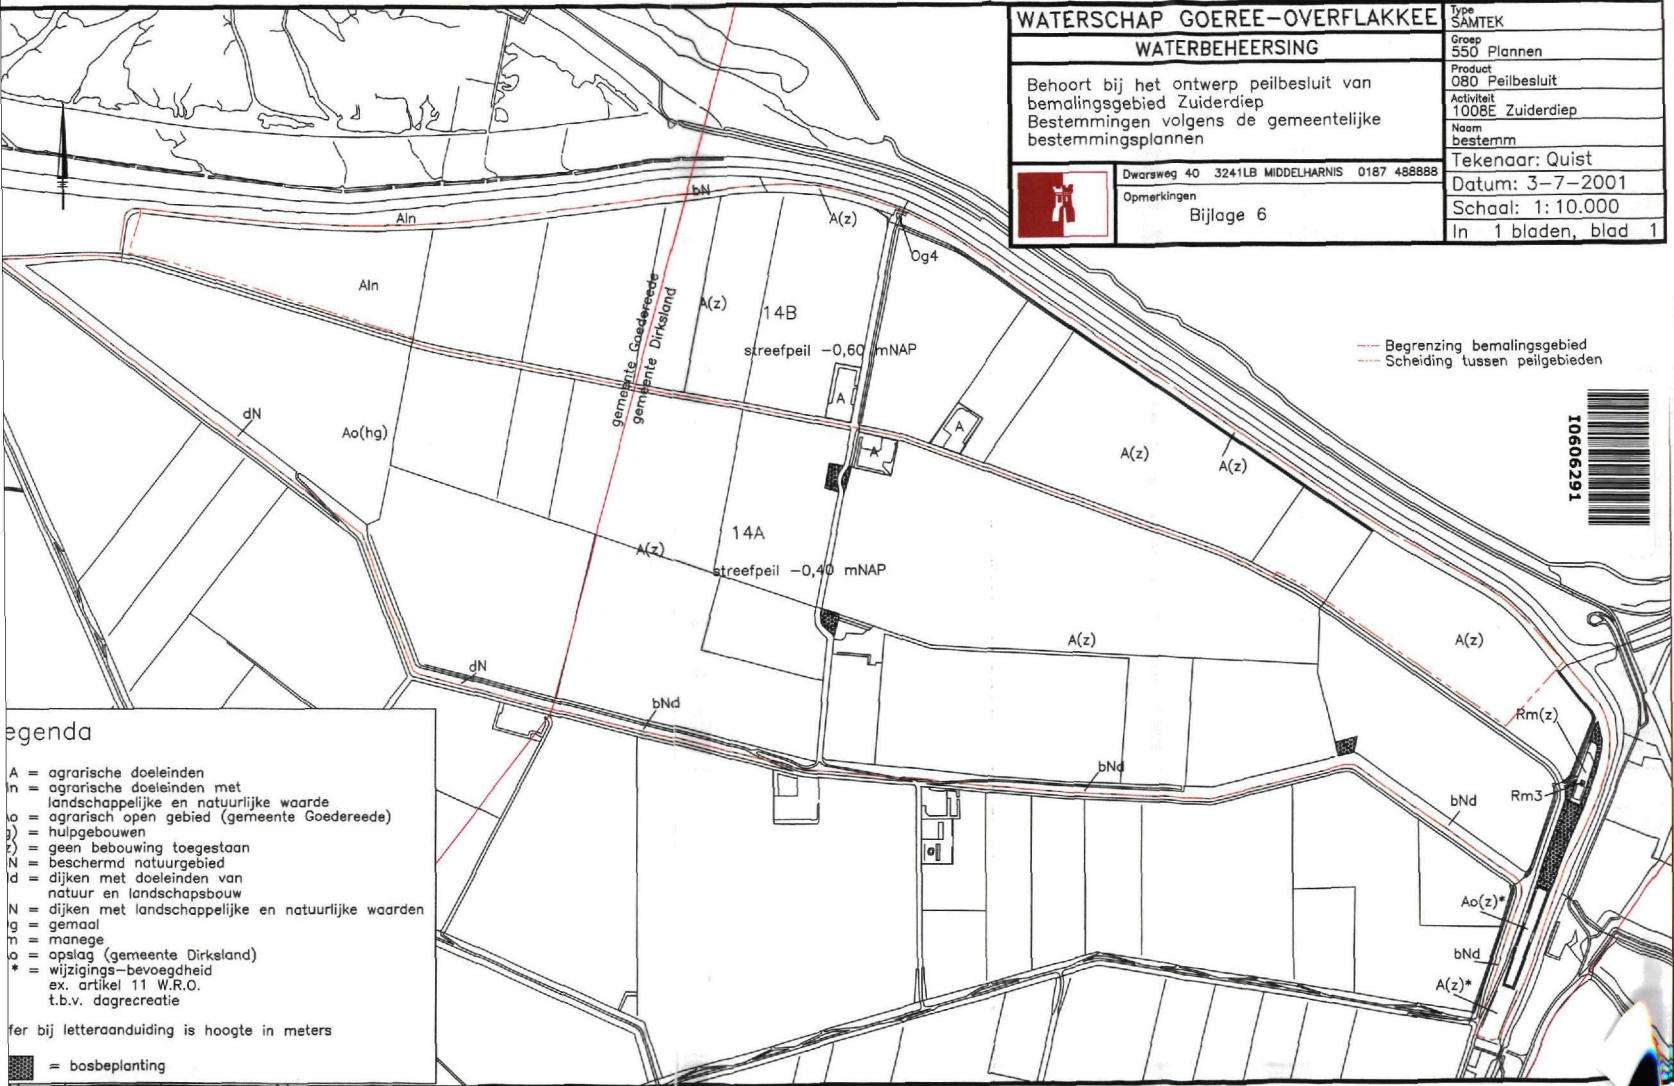 WATERSCHAP GOEREE-OVERFLAKKEE
WATERBEHEERSING
Behoort bij het ontwerp peilbesluit van
bemalingsgebied Zuiderdiep
Bestemmingen volgens de gemeentelijke
bestemmingsplannen
Dwarsweg 40 3241LB MIDDELHARNIS 0187 488888
Opmerkingen
Bijlage 6
Type
SAMTEK
Groep
550 Plannen
Product
080 Peilbesluit
Activiteit
1008E Zuiderdiep
Naam
bestemm
Tekenaar: Quist
Datum: 3-7-2001
Schaal: 1:10.000
In 1 bladen, blad 1
Begrenzing bemalingsgebied
Scheiding tussen peilgebieden
I0606291
bN
Aln
A(z)
Og4
Aln
gemeente Goedereede
gemeente Dirksland
A(z)
14B
streefpeil -0,60 mNAP
A
A
A
dN
Ao(hg)
A(z)
A(z)
14A
A(z)
streefpeil -0,40 mNAP
A(z)
A(z)
dN
bNd
Rm(z)
bNd
Rm3
bNd
Ao(z)*
bNd
A(z)*
egenda
A = agrarische doeleinden
ln = agrarische doeleinden met
landschappelijke en natuurlijke waarde
o = agrarisch open gebied (gemeente Goedereede)
) = hulpgebouwen
z) = geen bebouwing toegestaan
N = beschermd natuurgebied
d = dijken met doeleinden van
natuur en landschapsbouw
N = dijken met landschappelijke en natuurlijke waarden
g = gemaal
m = manege
o = opslag (gemeente Dirksland)
* = wijzigings-bevoegdheid
ex. artikel 11 W.R.O.
t.b.v. dagrecreatie
fer bij letteraanduiding is hoogte in meters
= bosbeplanting